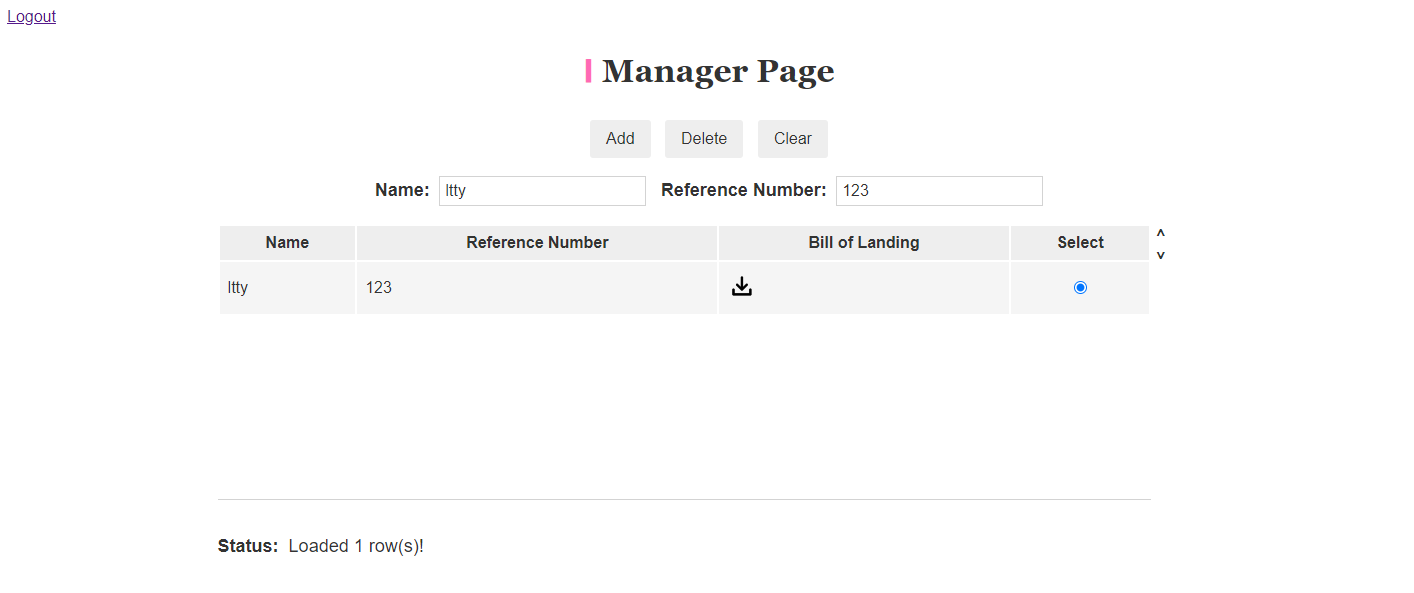 Logout
Manager Page
Add Delete Clear
Name: Itty Reference Number: 123
Name Reference Number Bill of Landing Select
Itty 123
Status: Loaded 1 row(s)!